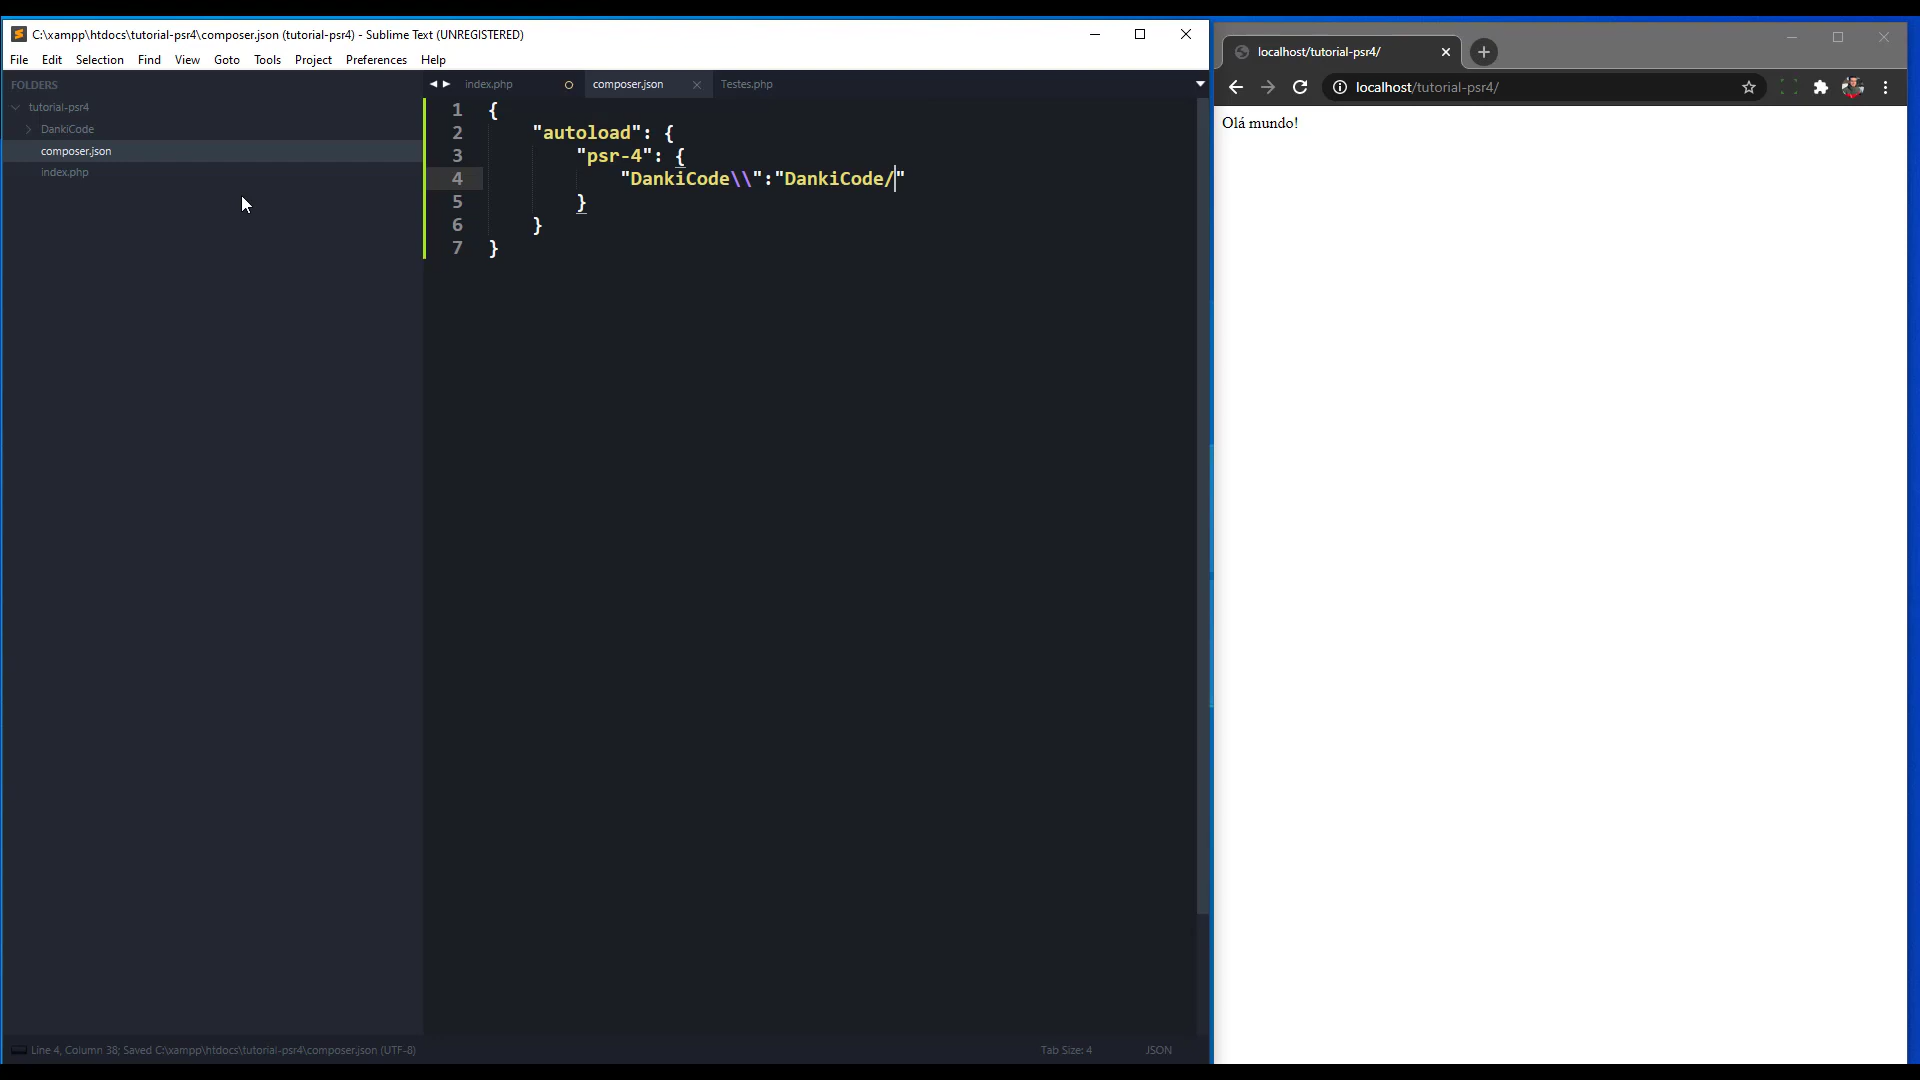 C:\xampp\htdocs\tutorial-psr4\composer.json (tutorial-psr4) - Sublime Text (UNREGISTERED)
File Edit Selection Find View Goto Tools Project Preferences Help
FOLDERS
tutorial-psr4
DankiCode
composer.json
index.php
index.php composer.json Testes.php
1 {
2 "autoload": {
3 "psr-4": {
4 "DankiCode\\":"DankiCode/"
5 }
6 }
7 }
Line 4, Column 38; Saved C:\xampp\htdocs\tutorial-psr4\composer.json (UTF-8)
Tab Size: 4
JSON
localhost/tutorial-psr4/
localhost/tutorial-psr4/
Olá mundo!